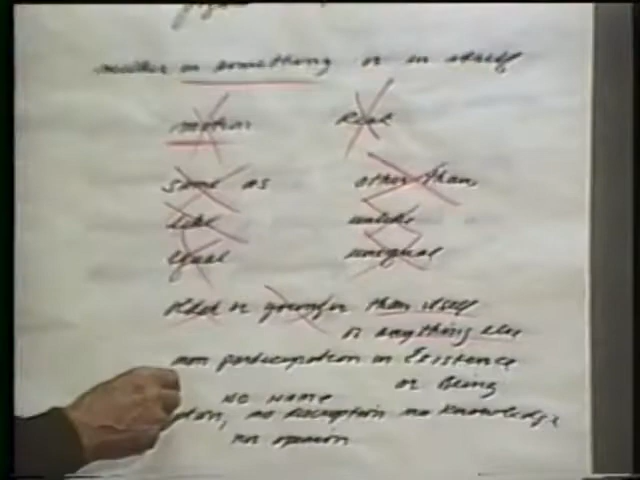 neither in something or in itself
motion Rest
same as other than
like unlike
Equal unequal
older or younger than itself
or anything else
non participation in Existence
or Being
NO NAME
no description no knowledge
no opinion